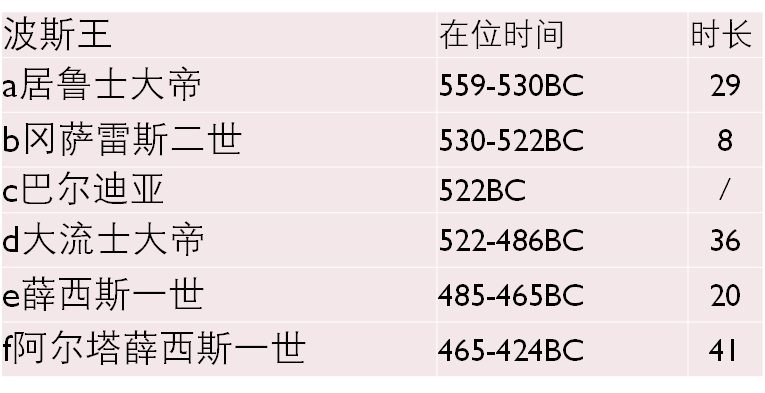 波斯王 在位时间 时长
a居鲁士大帝 559-530BC 29
b冈萨雷斯二世 530-522BC 8
c巴尔迪亚 522BC /
d大流士大帝 522-486BC 36
e薛西斯一世 485-465BC 20
f阿尔塔薛西斯一世 465-424BC 41